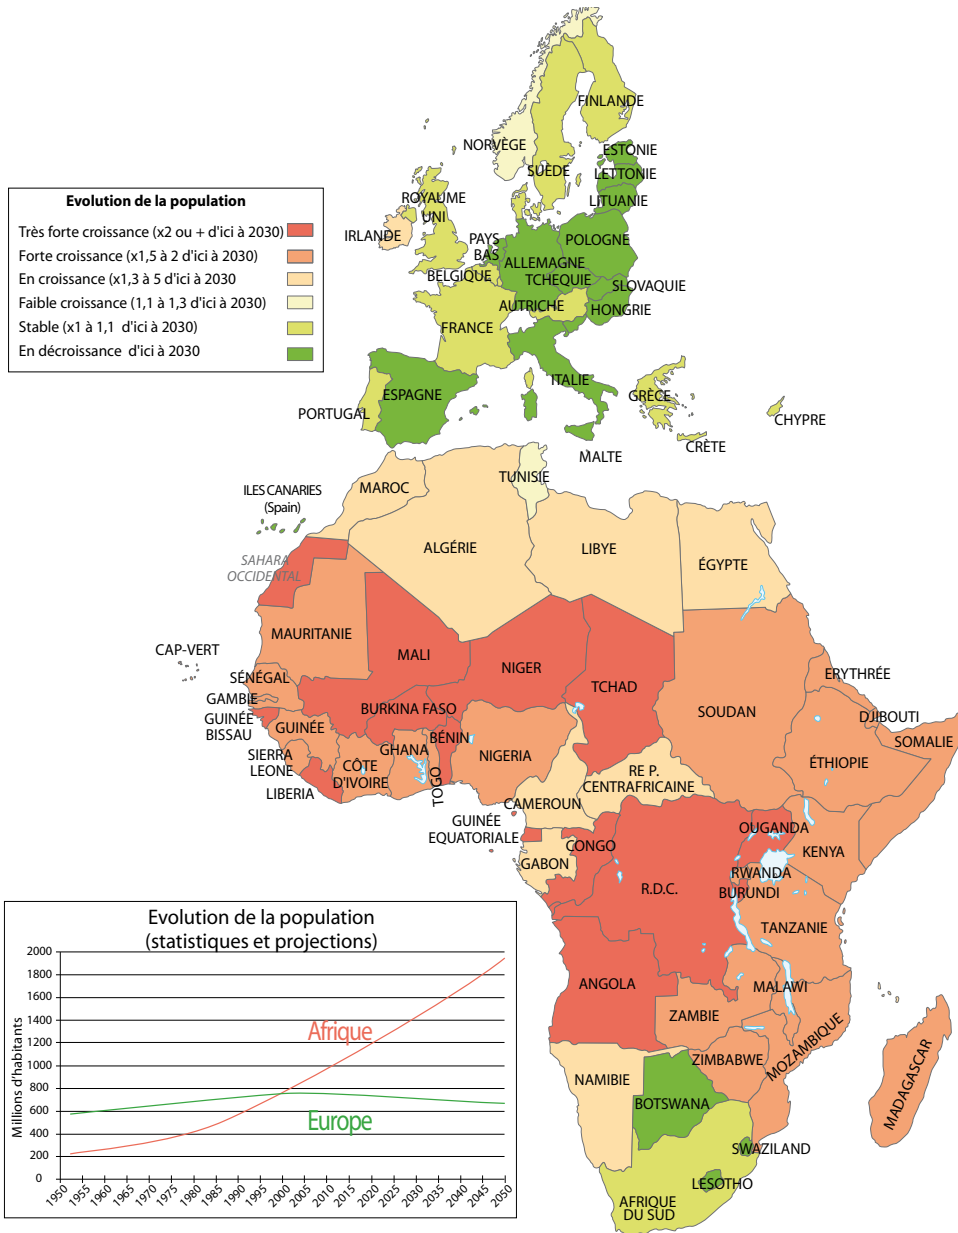 FINLANDE
NORVÈGE
ESTONIE
SUÈDE
LETTONIE
LITUANIE
Evolution de la population
Très forte croissance (x2 ou + d'ici à 2030)
Forte croissance (x1,5 à 2 d'ici à 2030)
En croissance (x1,3 à 5 d'ici à 2030
Faible croissance (1,1 à 1,3 d'ici à 2030)
Stable (x1 à 1,1 d'ici à 2030)
En décroissance d'ici à 2030
ROYAUME
UNI
IRLANDE
PAYS
BAS
POLOGNE
ALLEMAGNE
BELGIQUE
TCHEQUIE
SLOVAQUIE
AUTRICHE
HONGRIE
FRANCE
ITALIE
ESPAGNE
GRÈCE
PORTUGAL
CHYPRE
CRÈTE
MALTE
TUNISIE
MAROC
ILES CANARIES
(Spain)
ALGÉRIE
LIBYE
ÉGYPTE
SAHARA
OCCIDENTAL
MAURITANIE
CAP-VERT
MALI
NIGER
TCHAD
SÉNÉGAL
ERYTHRÉE
GAMBIE
BURKINA FASO
SOUDAN
GUINÉE
BISSAU
GUINÉE
DJIBOUTI
BÉNIN
SOMALIE
SIERRA
LEONE
GHANA
NIGERIA
CÔTE
D'IVOIRE
ÉTHIOPIE
LIBERIA
TOGO
RE P.
CENTRAFRICAINE
CAMEROUN
GUINÉE
EQUATORIALE
OUGANDA
CONGO
KENYA
GABON
RWANDA
R.D.C.
BURUNDI
TANZANIE
ANGOLA
MALAWI
ZAMBIE
MOZAMBIQUE
ZIMBABWE
MADAGASCAR
NAMIBIE
BOTSWANA
SWAZILAND
LESOTHO
AFRIQUE
DU SUD
Evolution de la population
(statistiques et projections)
Millions d'habitants
2000
1800
1600
1400
1200
1000
800
600
400
200
0
Afrique
Europe
1950 1955 1960 1965 1970 1975 1980 1985 1990 1995 2000 2005 2010 2015 2020 2025 2030 2035 2040 2045 2050